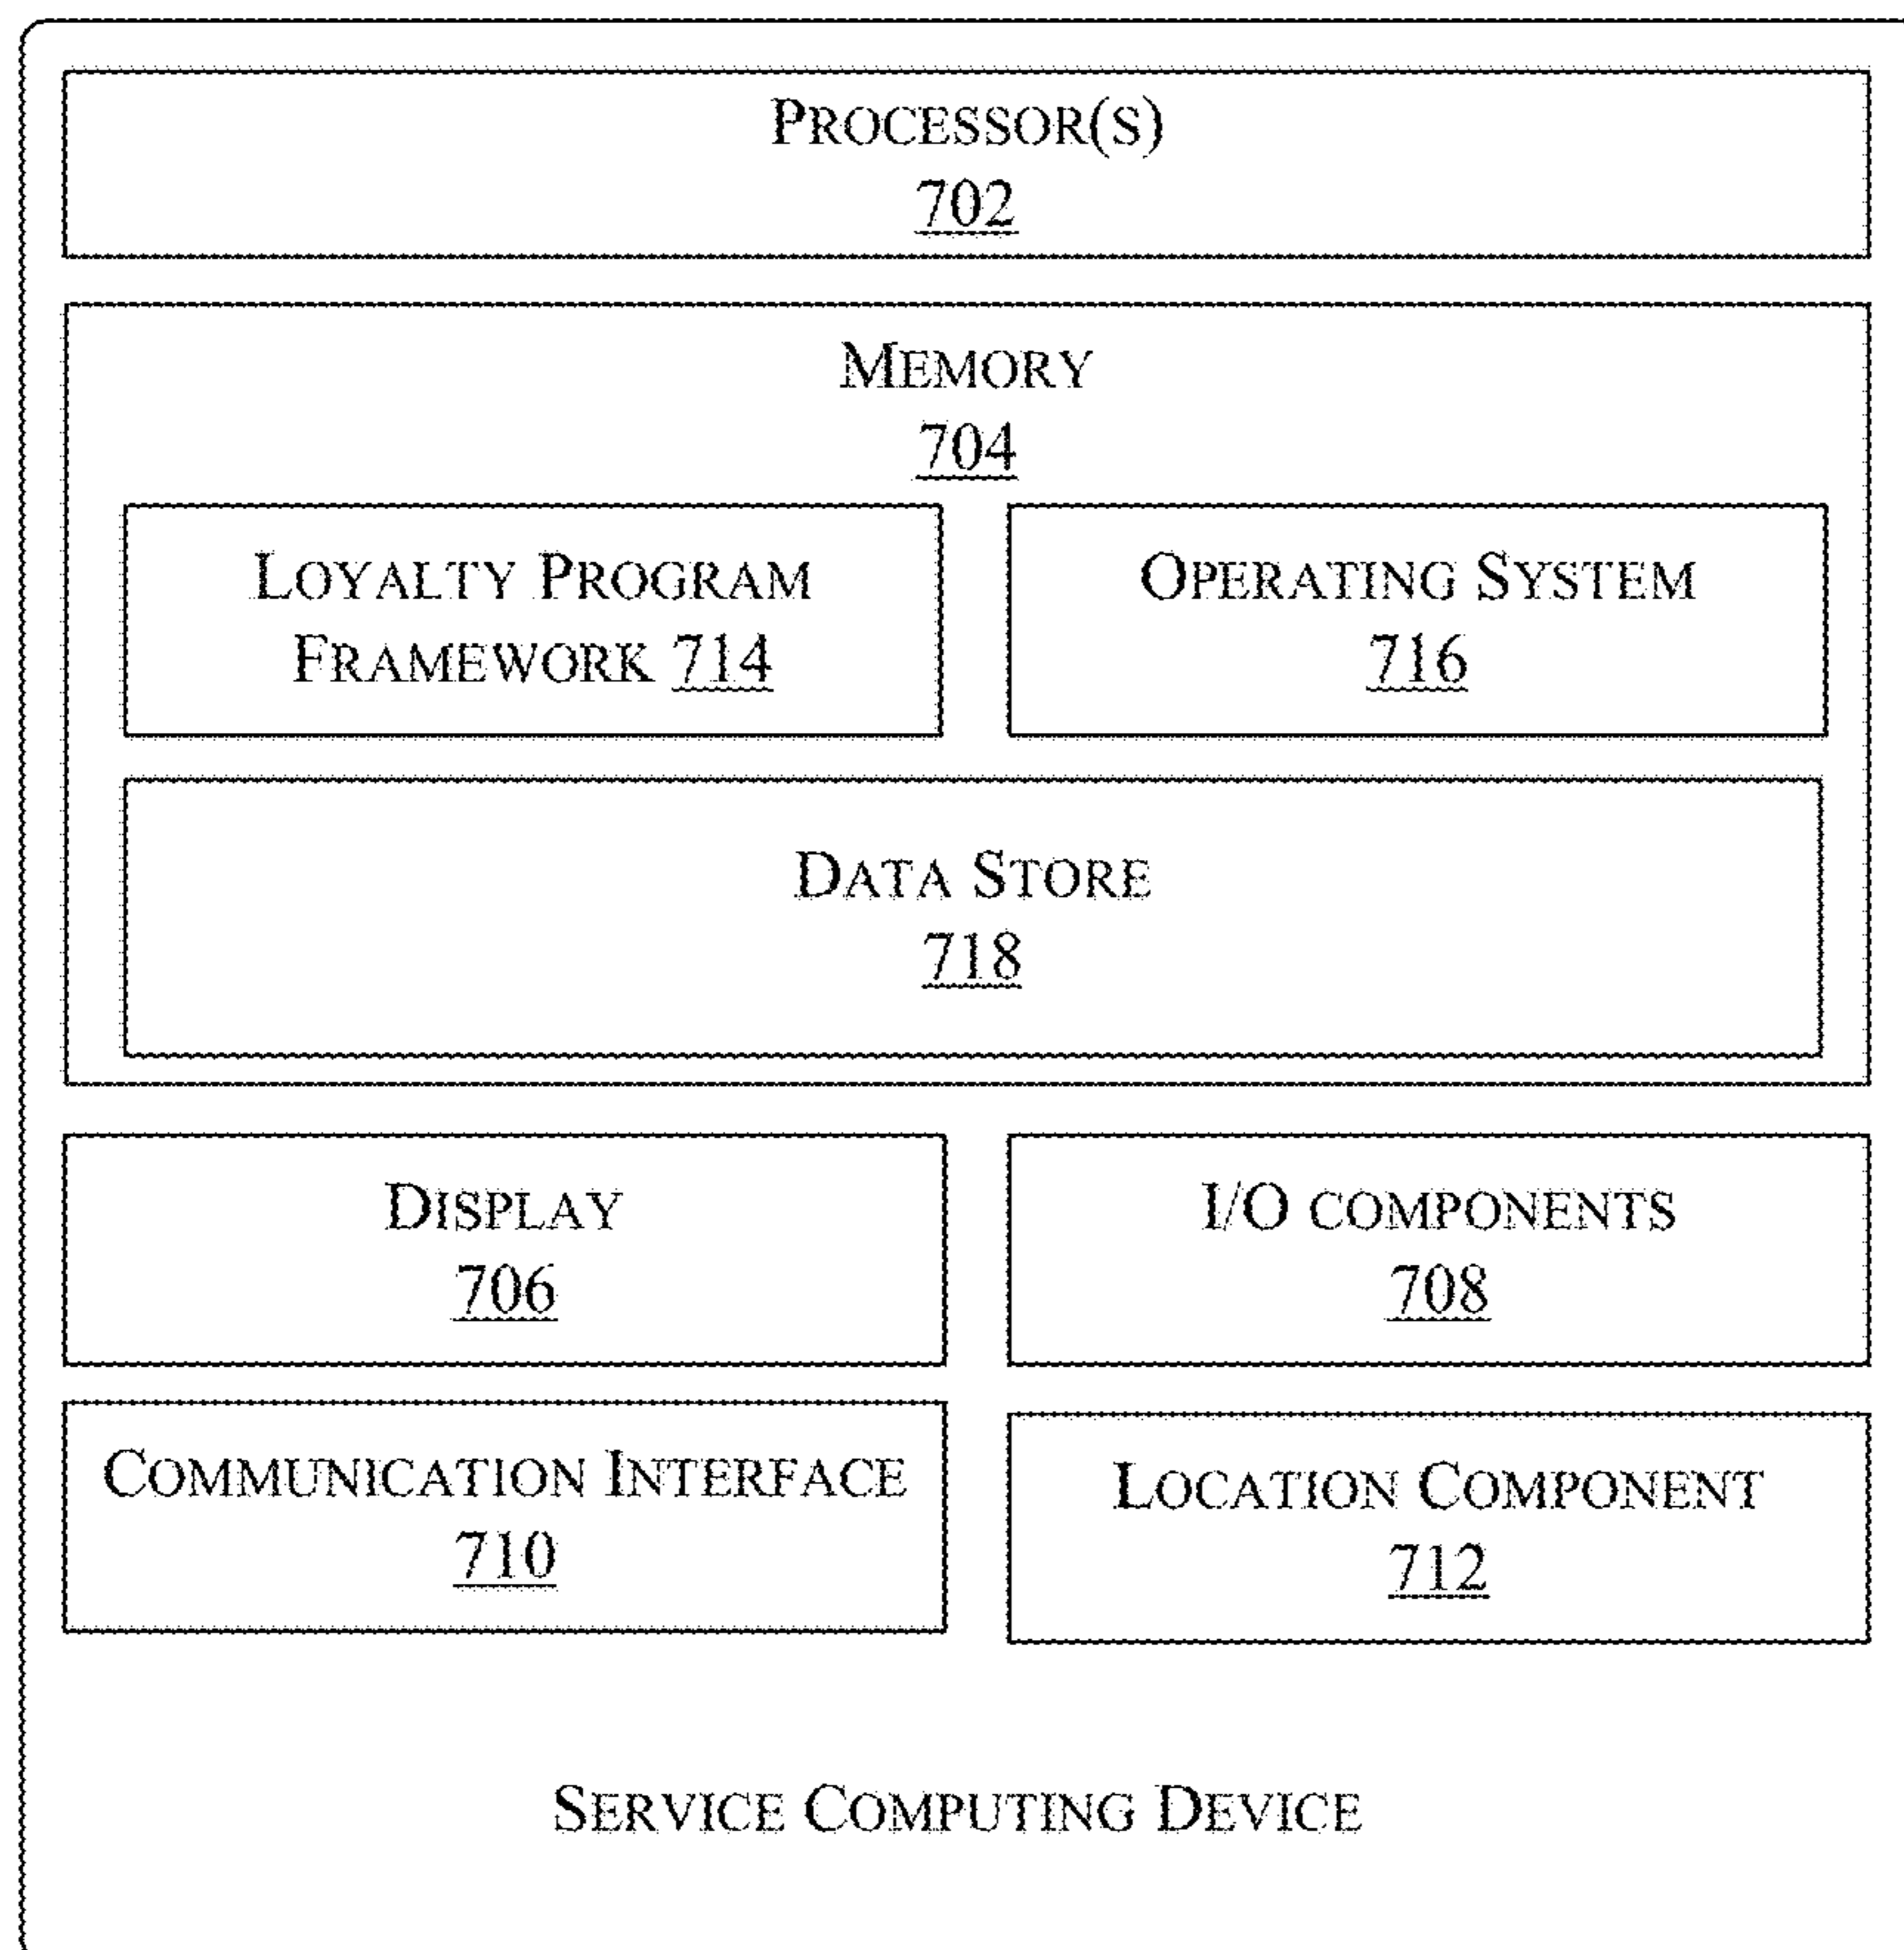 PROCESSOR(S)
702
MEMORY
704
LOYALTY PROGRAM
FRAMEWORK 714
OPERATING SYSTEM
716
DATA STORE
718
DISPLAY
706
I/O COMPONENTS
708
COMMUNICATION INTERFACE
710
LOCATION COMPONENT
712
SERVICE COMPUTING DEVICE